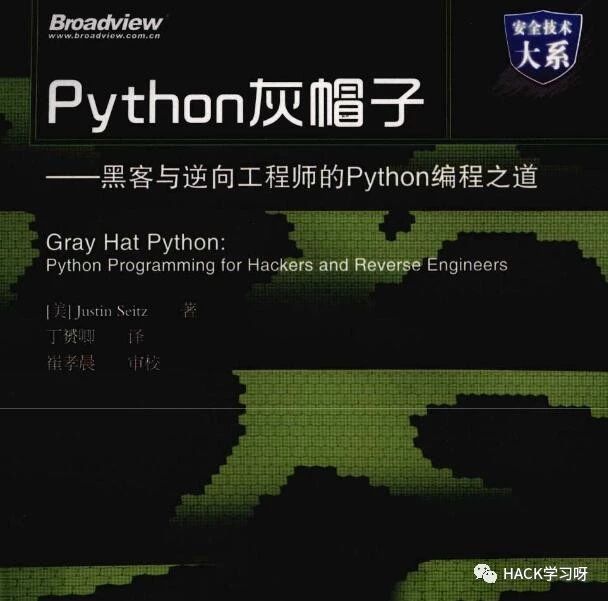 Broadview
www.broadview.com.cn
安全技术
大系
Python灰帽子
——黑客与逆向工程师的Python编程之道
Gray Hat Python:
Python Programming for Hackers and Reverse Engineers
[美] Justin Seitz 著
丁赟卿 译
崔孝晨 审校
HACK学习呀